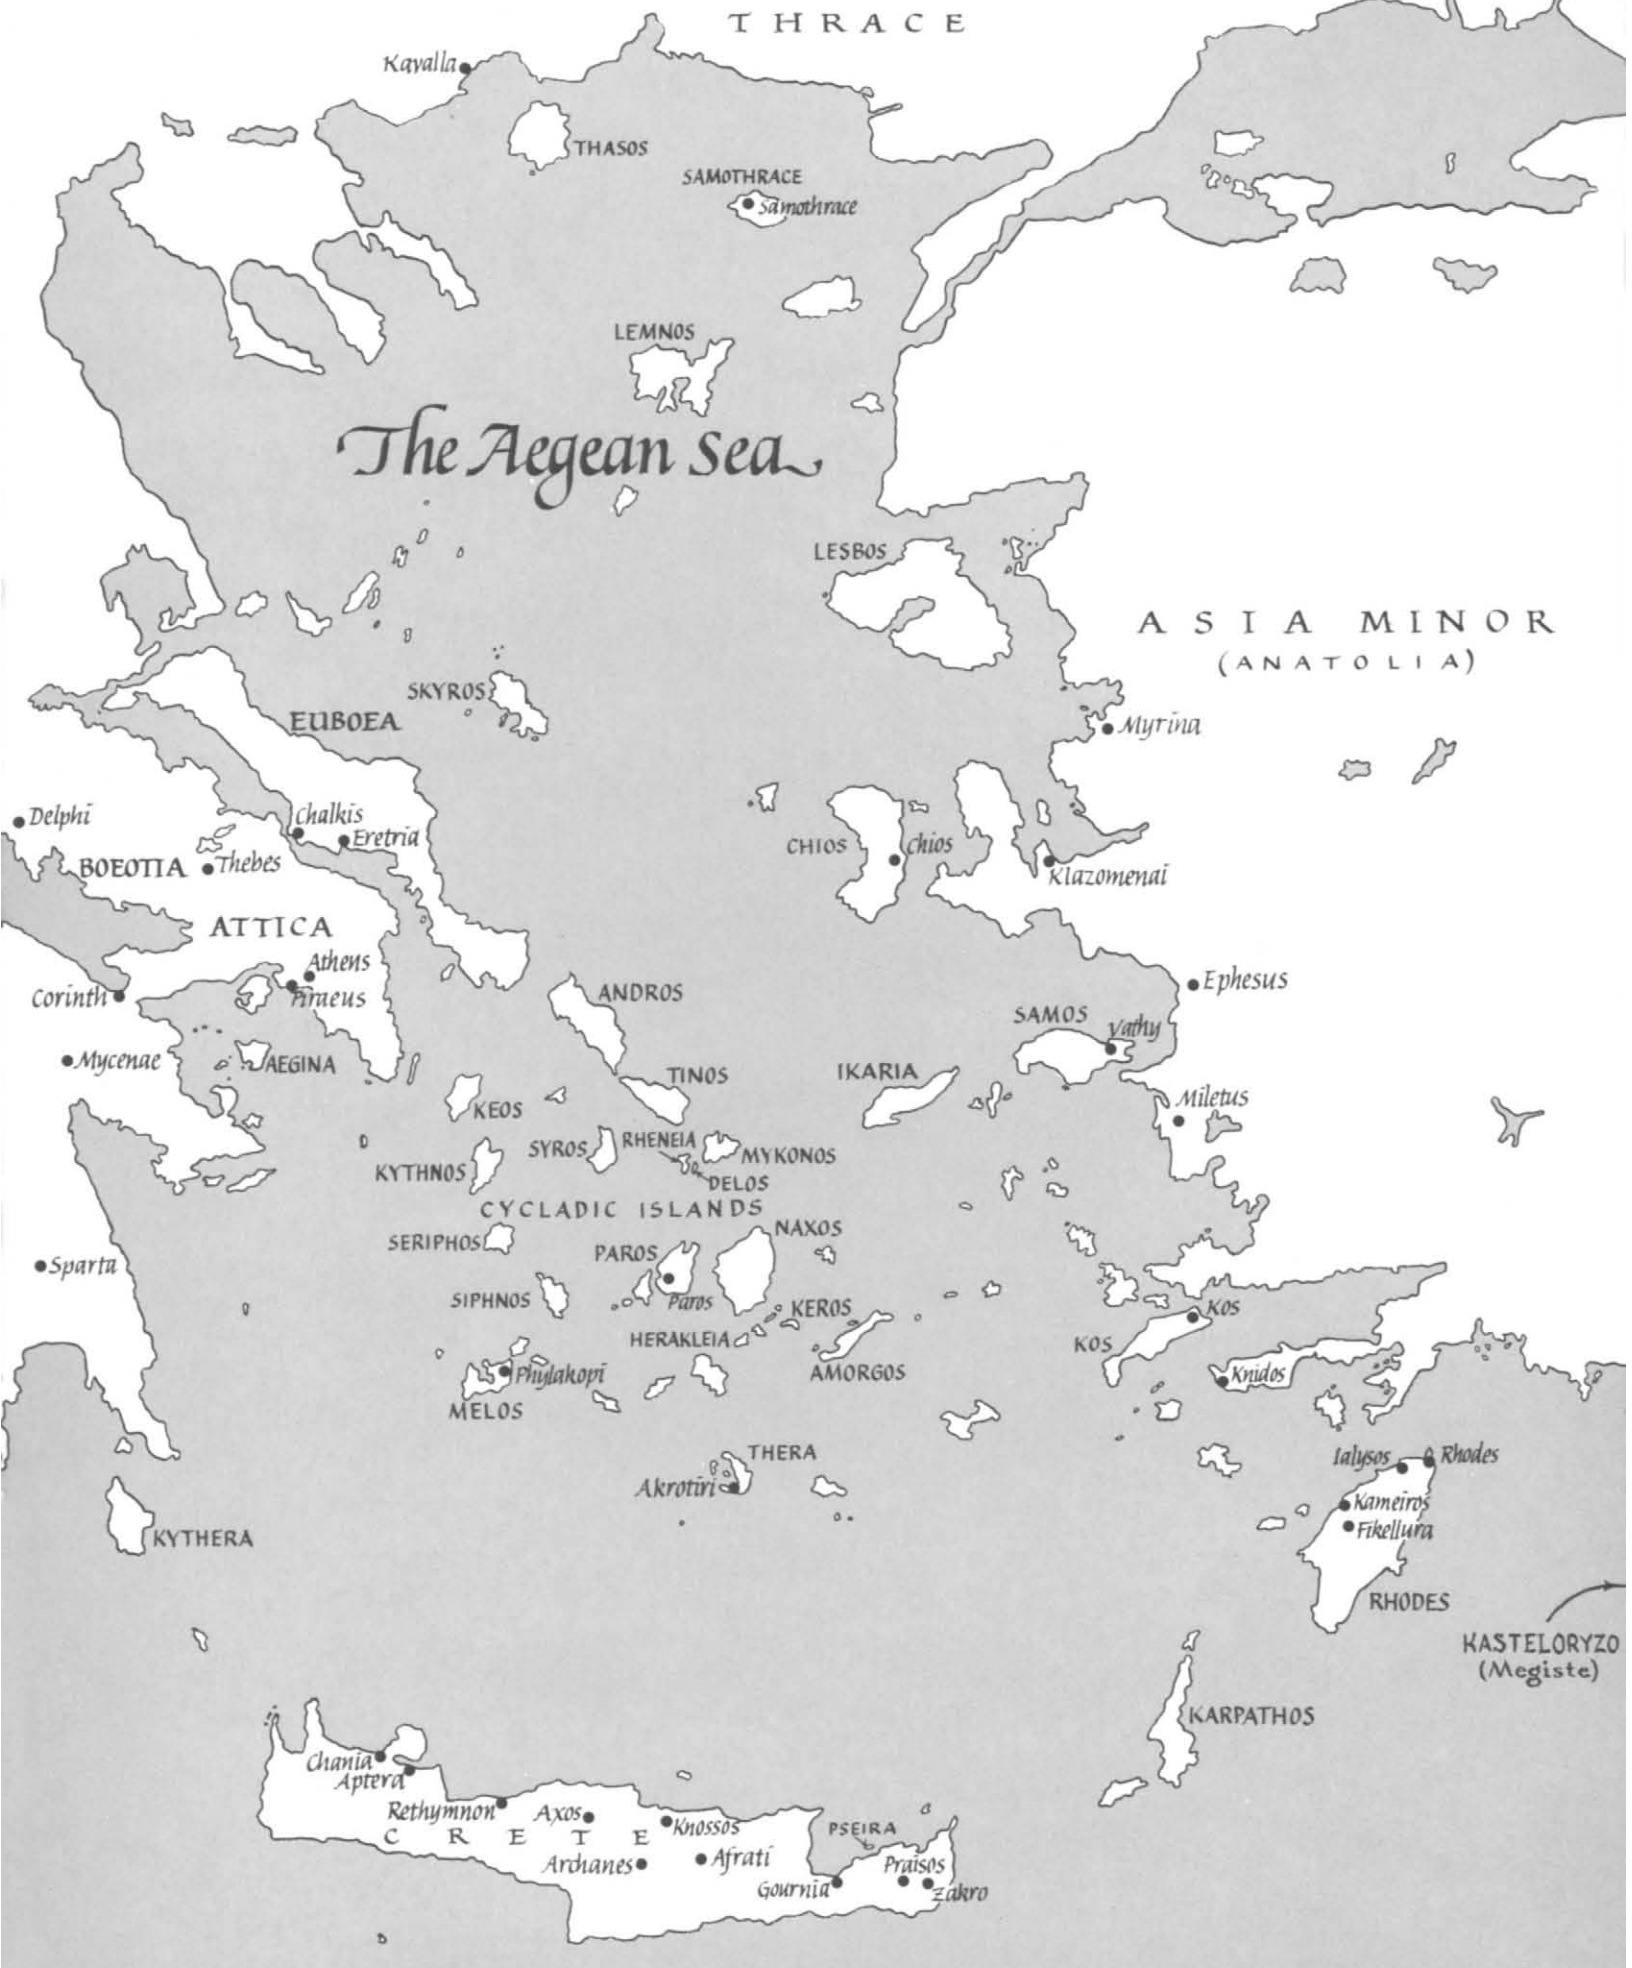 THRACE
Kavalla
THASOS
SAMOTHRACE
Samothrace
LEMNOS
The Aegean Sea
LESBOS
ASIA MINOR
(ANATOLIA)
SKYROS
EUBOEA
Myrina
Delphi
Chalkis
Eretria
CHIOS
Chios
BOEOTIA
Thebes
Klazomenai
ATTICA
Athens
Piraeus
Corinth
ANDROS
Ephesus
SAMOS
Vathy
Mycenae
AEGINA
TINOS
IKARIA
KEOS
Miletus
SYROS
RHENEIA
MYKONOS
KYTHNOS
DELOS
CYCLADIC ISLANDS
SERIPHOS
PAROS
NAXOS
Sparta
SIPHNOS
Paros
KEROS
Kos
HERAKLEIA
KOS
Phylakopi
AMORGOS
Knidos
MELOS
THERA
Akrotiri
Ialysos
Rhodes
Kameiros
Fikellura
KYTHERA
RHODES
KASTELORYZO
(Megiste)
KARPATHOS
Chania
Aptera
Rethymnon
Axos
Knossos
CRETE
PSEIRA
Archanes
Afrati
Praisos
Gournia
Zakro